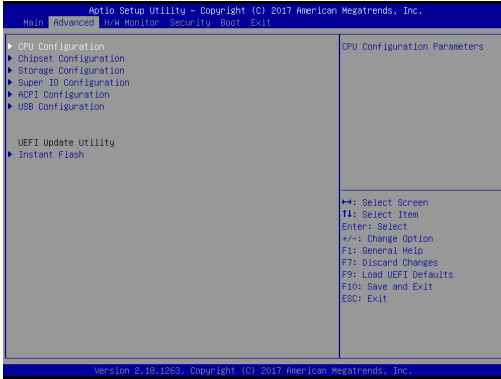 Aptio Setup Utility – Copyright (C) 2017 American Megatrends, Inc.
Main Advanced H/W Monitor Security Boot Exit
CPU Configuration
Chipset Configuration
Storage Configuration
Super IO Configuration
ACPI Configuration
USB Configuration
UEFI Update Utility
Instant Flash
CPU Configuration Parameters
↔: Select Screen
↑↓: Select Item
Enter: Select
+/-: Change Option
F1: General Help
F7: Discard Changes
F9: Load UEFI Defaults
F10: Save and Exit
ESC: Exit
Version 2.18.1263. Copyright (C) 2017 American Megatrends, Inc.